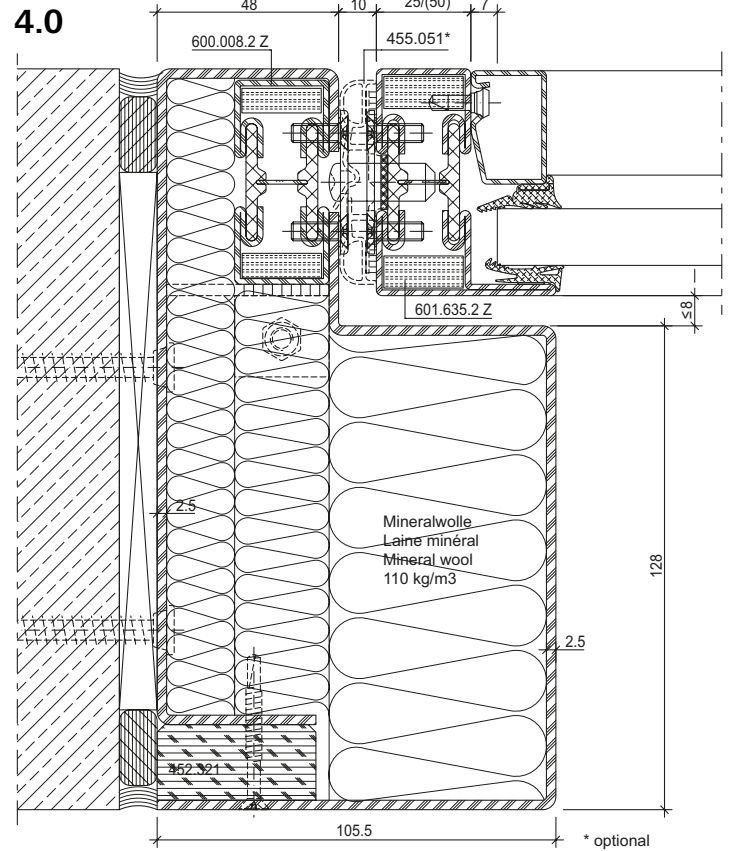 4.0
48
10
25/(50)
7
600.008.2 Z
455.051*
601.635.2 Z
≤8
2.5
Mineralwolle
Laine minéral
Mineral wool
110 kg/m3
128
2.5
452.321
105.5
* optional